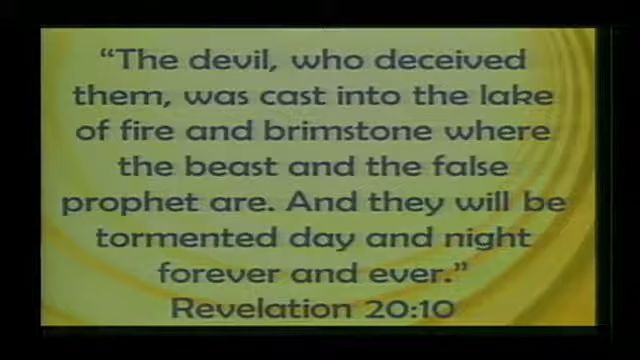 “The devil, who deceived
them, was cast into the lake
of fire and brimstone where
the beast and the false
prophet are. And they will be
tormented day and night
forever and ever.”
Revelation 20:10